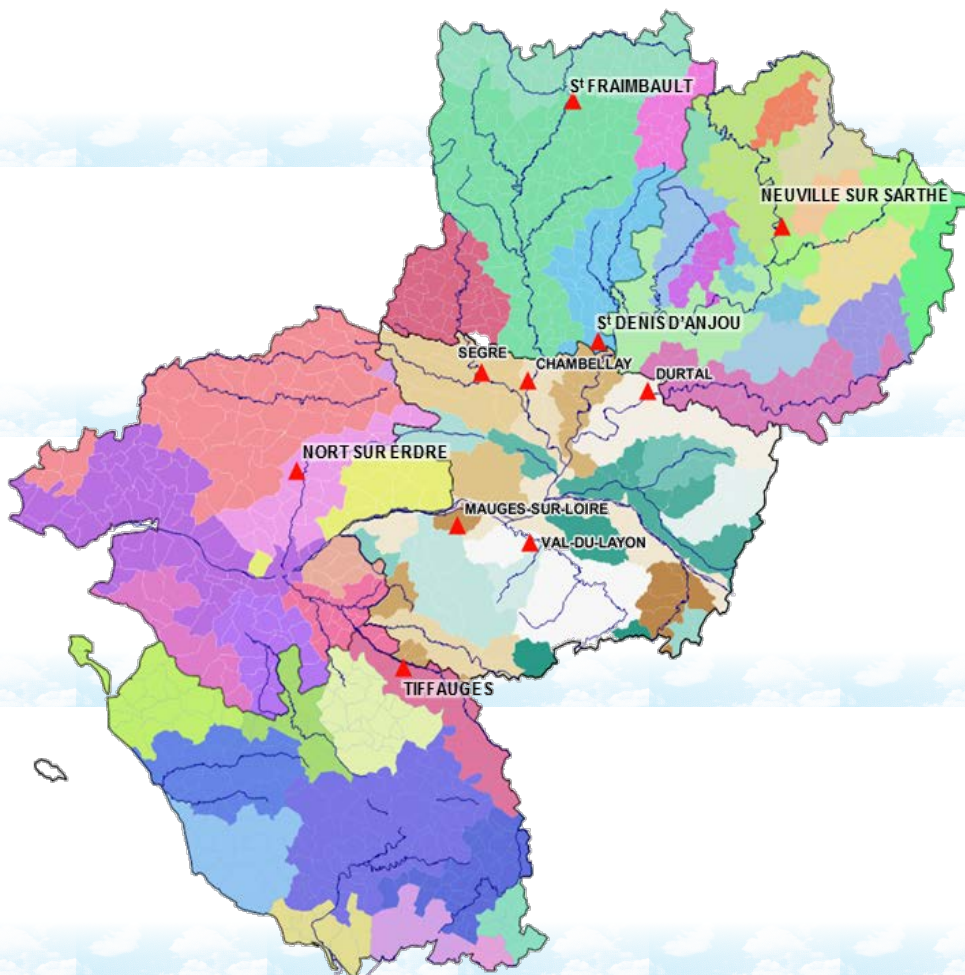 St FRAIMBAULT
NEUVILLE SUR SARTHE
St DENIS D'ANJOU
SEGRE
CHAMBELLAY
DURTAL
NORT SUR ERDRE
MAUGES-SUR-LOIRE
VAL-DU-LAYON
TIFFAUGES